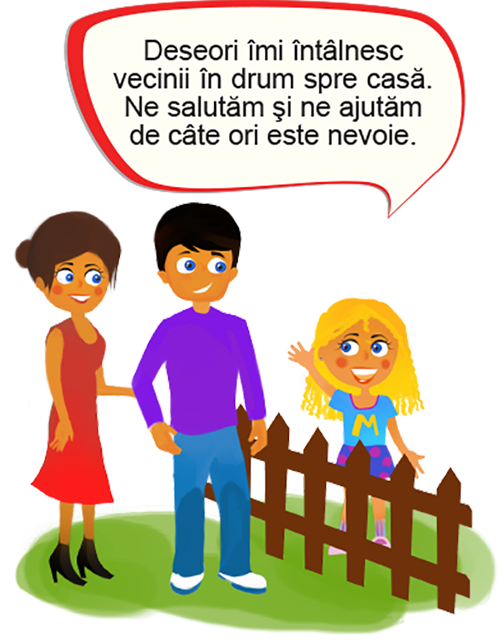 Deseori îmi întâlnesc
vecinii în drum spre casă.
Ne salutăm şi ne ajutăm
de câte ori este nevoie.
M